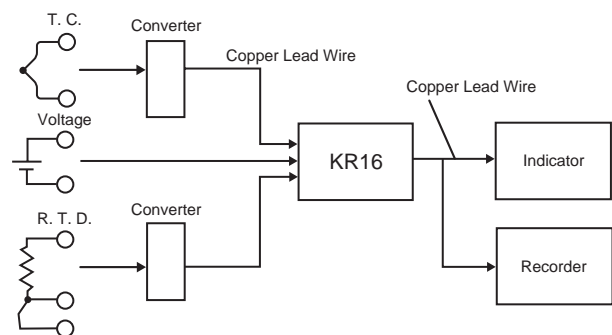 T. C.
Converter
Copper Lead Wire
Copper Lead Wire
Voltage
KR16
Indicator
R. T. D.
Converter
Recorder